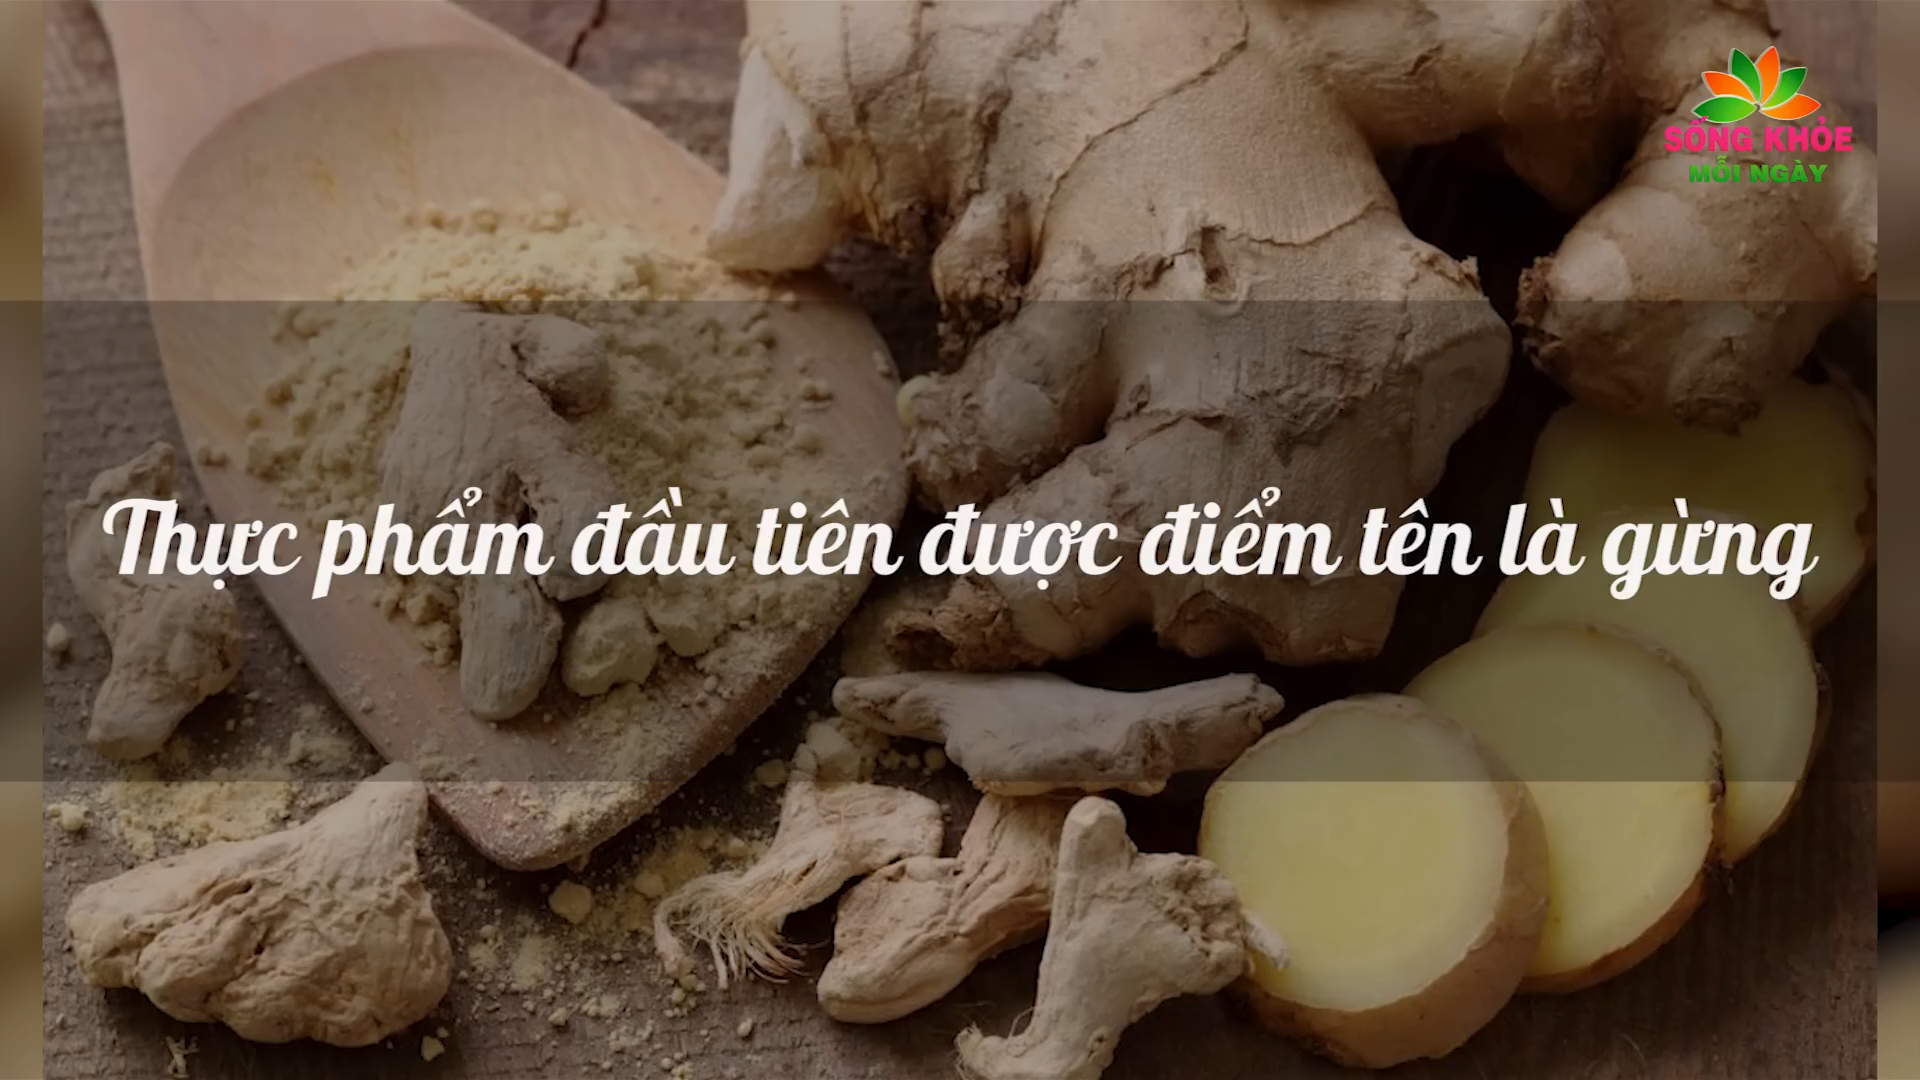 SỐNG KHỎE
MỖI NGÀY
Thực phẩm đầu tiên được điểm tên là gừng